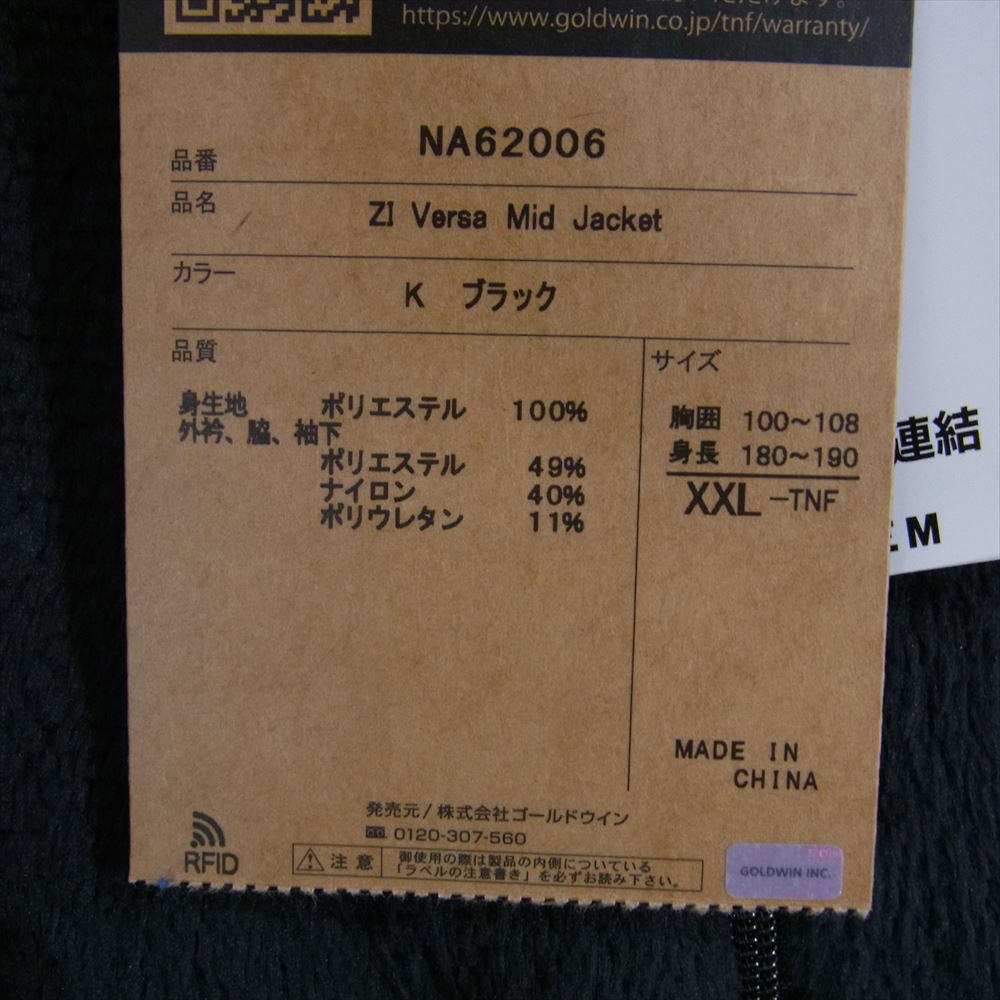 https://www.goldwin.co.jp/tnf/warranty/
品番 NA62006
品名 ZI Versa Mid Jacket
カラー K ブラック
品質
身生地 ポリエステル 100%
外衿、脇、袖下
ポリエステル 49%
ナイロン 40%
ポリウレタン 11%
サイズ
胸囲 100～108
身長 180～190
XXL -TNF
連結
M
MADE IN
CHINA
発売元/株式会社ゴールドウイン
0120-307-560
RFID
注意
御使用の際は製品の内側についている
「ラベルの注意書き」を必ずお読み下さい。
GOLDWIN INC.